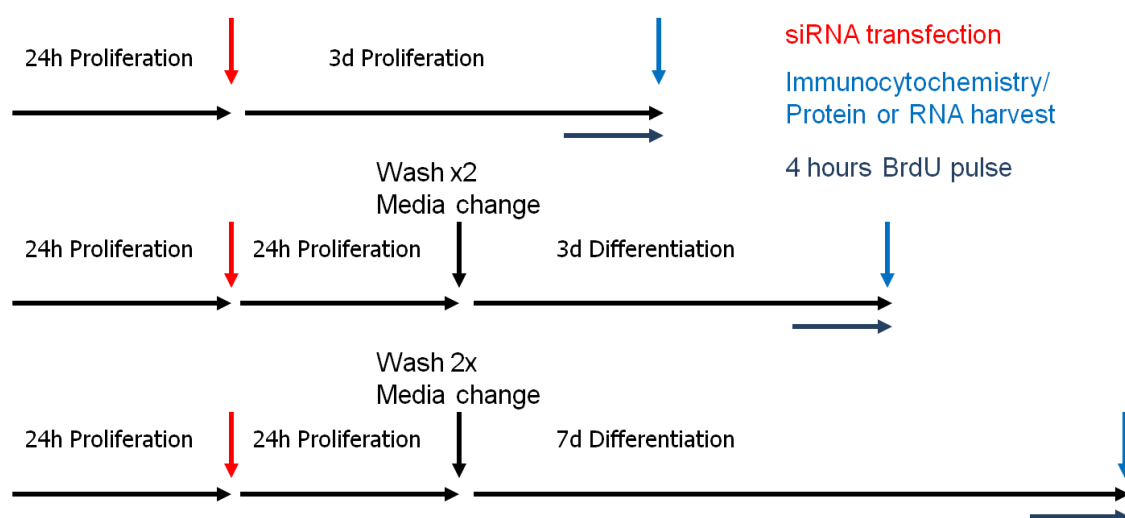 24h Proliferation
3d Proliferation
siRNA transfection
Immunocytochemistry/
Protein or RNA harvest
4 hours BrdU pulse
Wash x2
Media change
24h Proliferation
24h Proliferation
3d Differentiation
Wash 2x
Media change
24h Proliferation
24h Proliferation
7d Differentiation